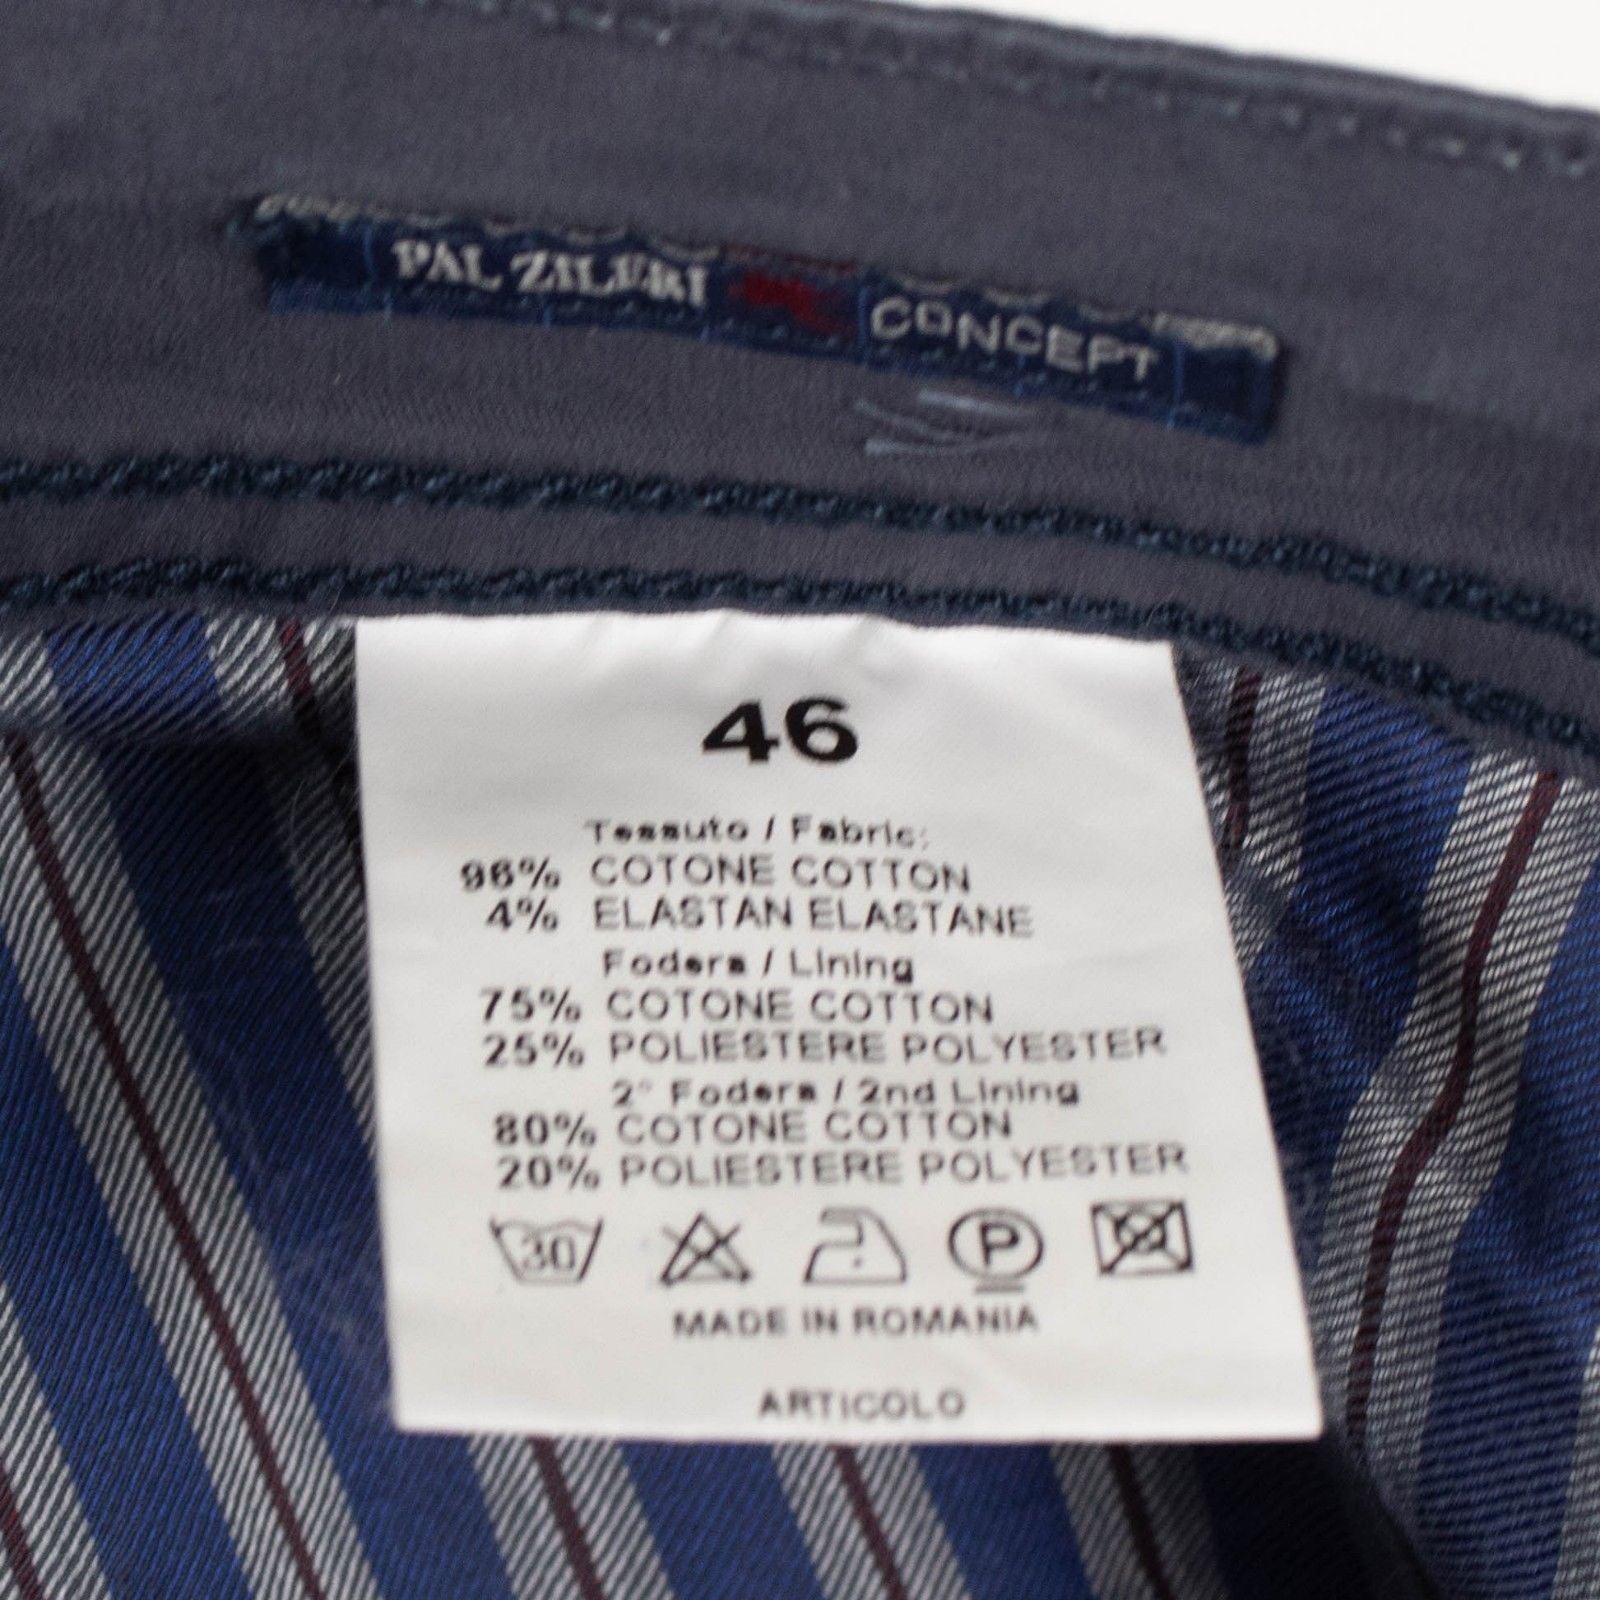 PAL ZILERI CONCEPT
46
Tessuto / Fabric:
96% COTONE COTTON
4% ELASTAN ELASTANE
Fodera / Lining
75% COTONE COTTON
25% POLIESTERE POLYESTER
2° Fodera / 2nd Lining
80% COTONE COTTON
20% POLIESTERE POLYESTER
30 P
MADE IN ROMANIA
ARTICOLO